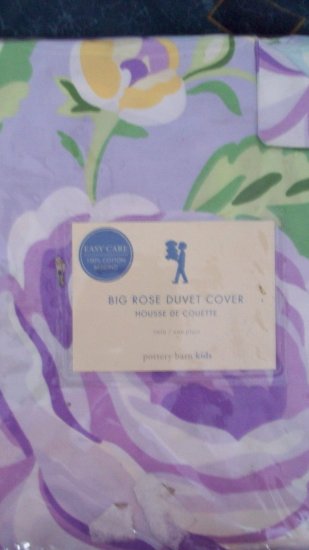 EASY CARE
100% COTTON
BIG ROSE DUVET COVER
HOUSSE DE COUETTE
pottery barn kids